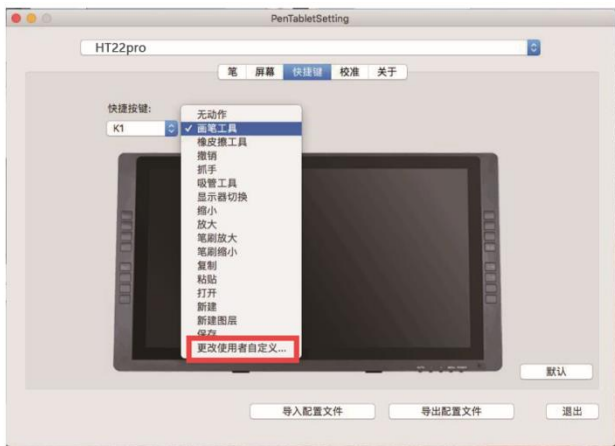 PenTabletSetting
HT22pro
笔 屏幕 快捷键 校准 关于
快捷按键:
K1
无动作
✓ 画笔工具
橡皮擦工具
撤销
抓手
吸管工具
显示器切换
缩小
放大
笔刷放大
笔刷缩小
复制
粘贴
打开
新建
新建图层
保存
更改使用者自定义...
默认
导入配置文件 导出配置文件 退出